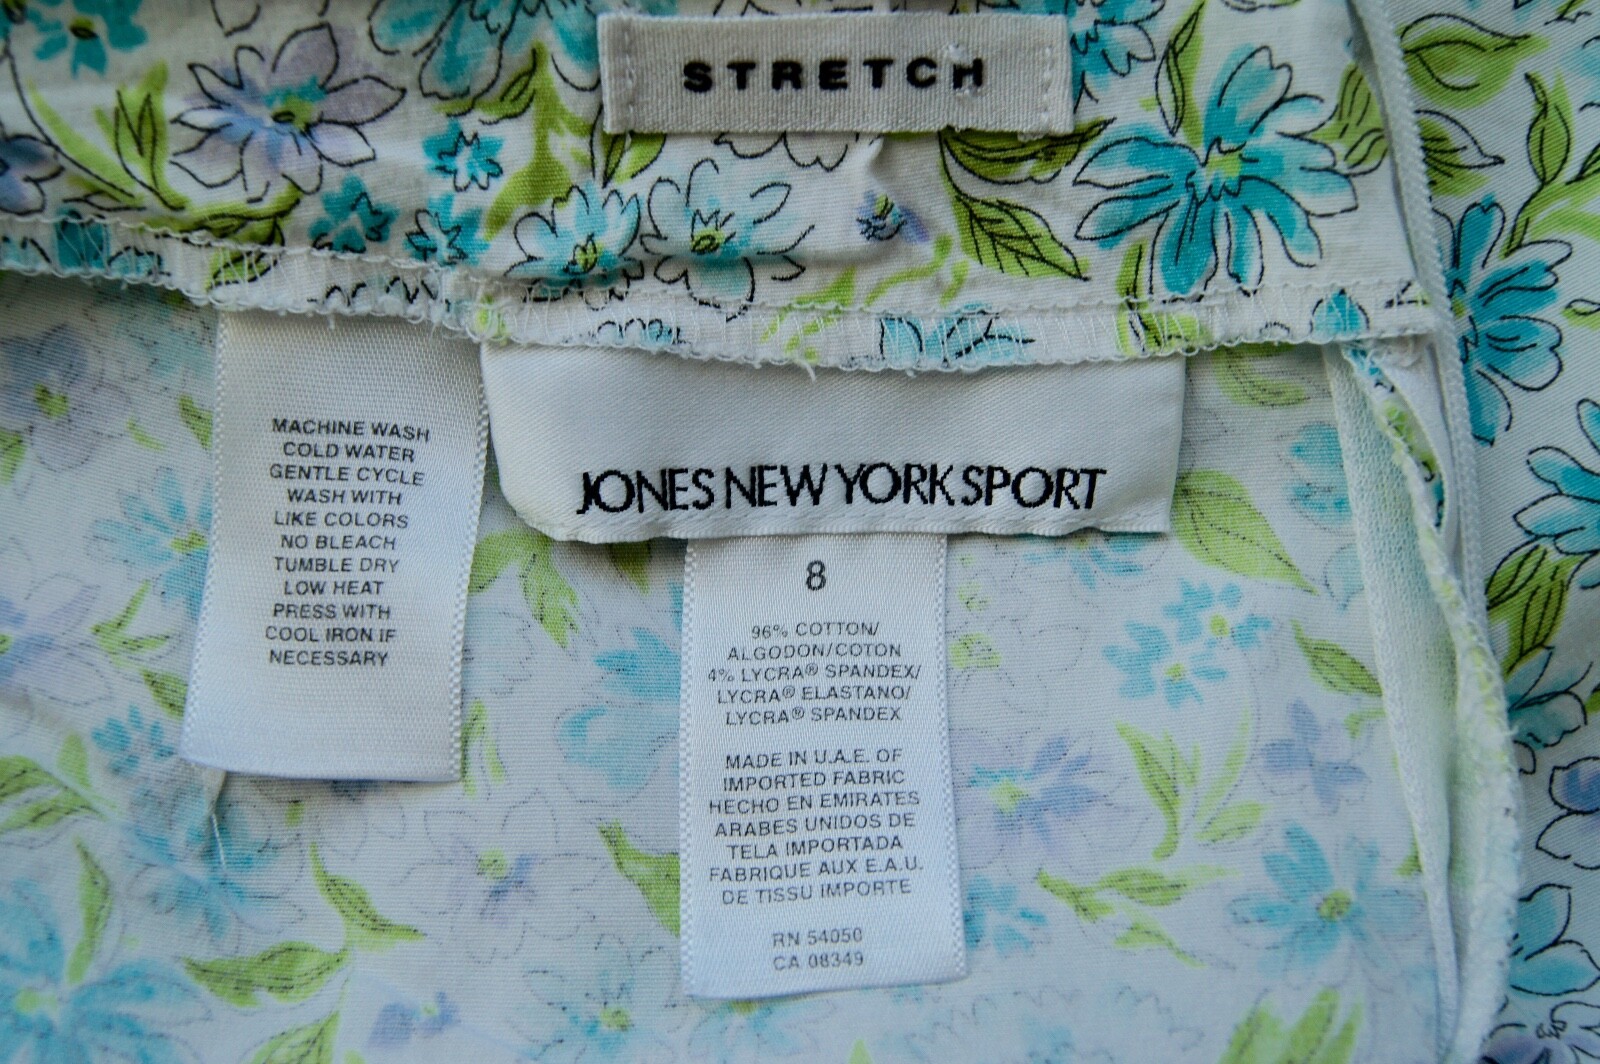 STRETCH
MACHINE WASH
COLD WATER
GENTLE CYCLE
WASH WITH
LIKE COLORS
NO BLEACH
TUMBLE DRY
LOW HEAT
PRESS WITH
COOL IRON IF
NECESSARY
JONES NEW YORK SPORT
8
96% COTTON/
ALGODON/COTON
4% LYCRA® SPANDEX/
LYCRA® ELASTANO/
LYCRA® SPANDEX
MADE IN U.A.E. OF
IMPORTED FABRIC
HECHO EN EMIRATES
ARABES UNIDOS DE
TELA IMPORTADA
FABRIQUE AUX E.A.U.
DE TISSU IMPORTE
RN 54050
CA 08349